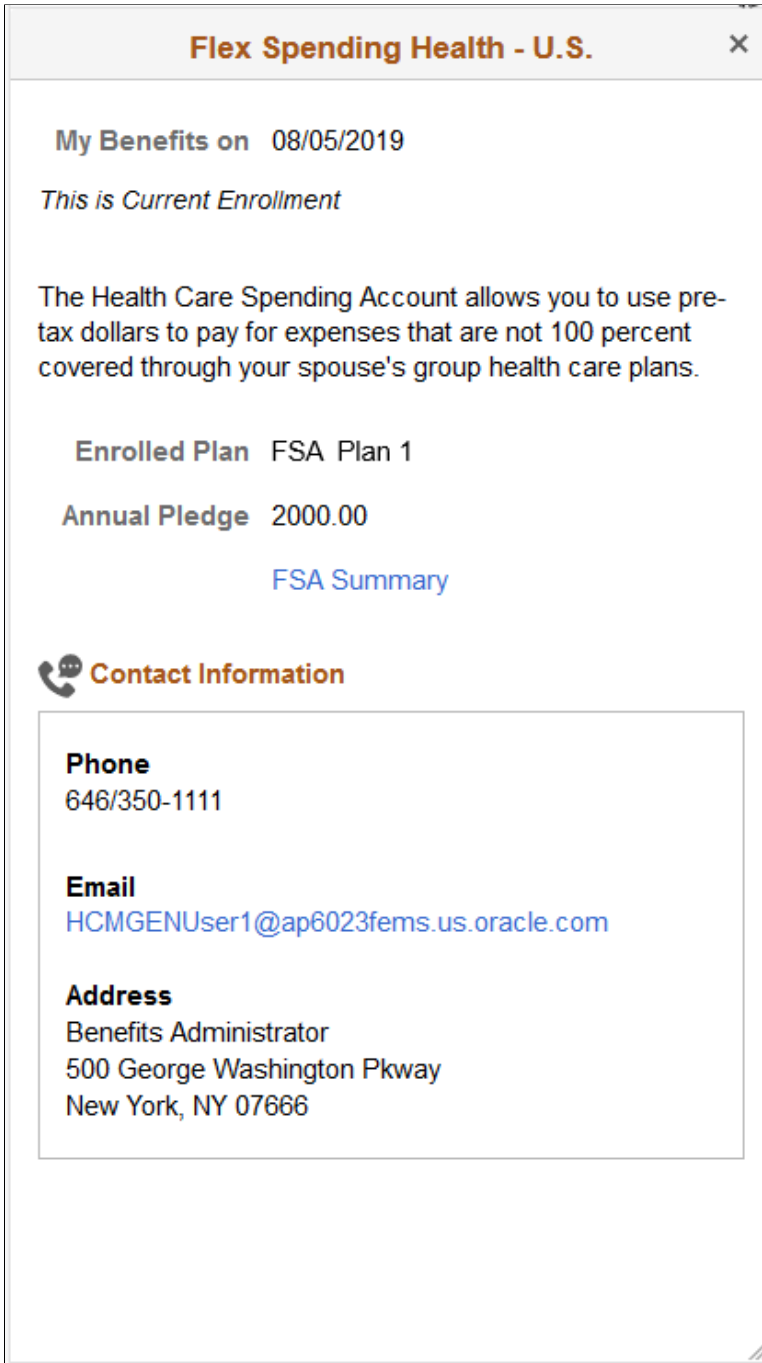 Flex Spending Health - U.S. ×
My Benefits on 08/05/2019
This is Current Enrollment
The Health Care Spending Account allows you to use pre-
tax dollars to pay for expenses that are not 100 percent
covered through your spouse's group health care plans.
Enrolled Plan FSA Plan 1
Annual Pledge 2000.00
FSA Summary
Contact Information
Phone
646/350-1111
Email
HCMGENUser1@ap6023fems.us.oracle.com
Address
Benefits Administrator
500 George Washington Pkway
New York, NY 07666